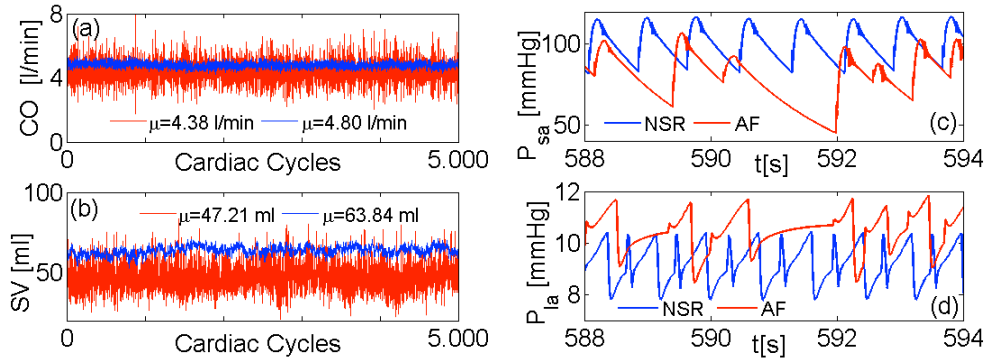 (a)
8
4
0
CO [l/min]
μ=4.38 l/min
μ=4.80 l/min
0
5.000
Cardiac Cycles
(b)
100
50
SV [ml]
μ=47.21 ml
μ=63.84 ml
0
5.000
Cardiac Cycles
100
50
P_sa [mmHg]
NSR
AF
(c)
588
590
592
594
t[s]
12
10
8
P_la [mmHg]
NSR
AF
(d)
588
590
592
594
t[s]